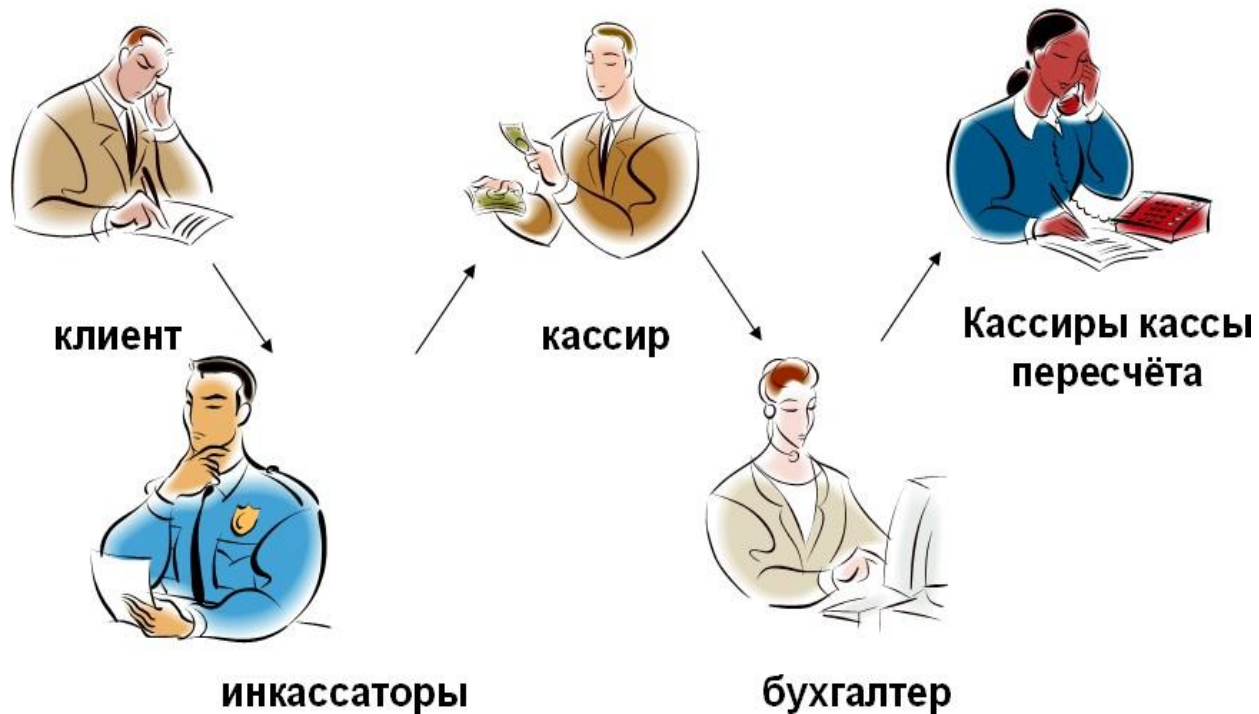 клиент
кассир
Кассиры кассы
пересчёта
инкассаторы
бухгалтер